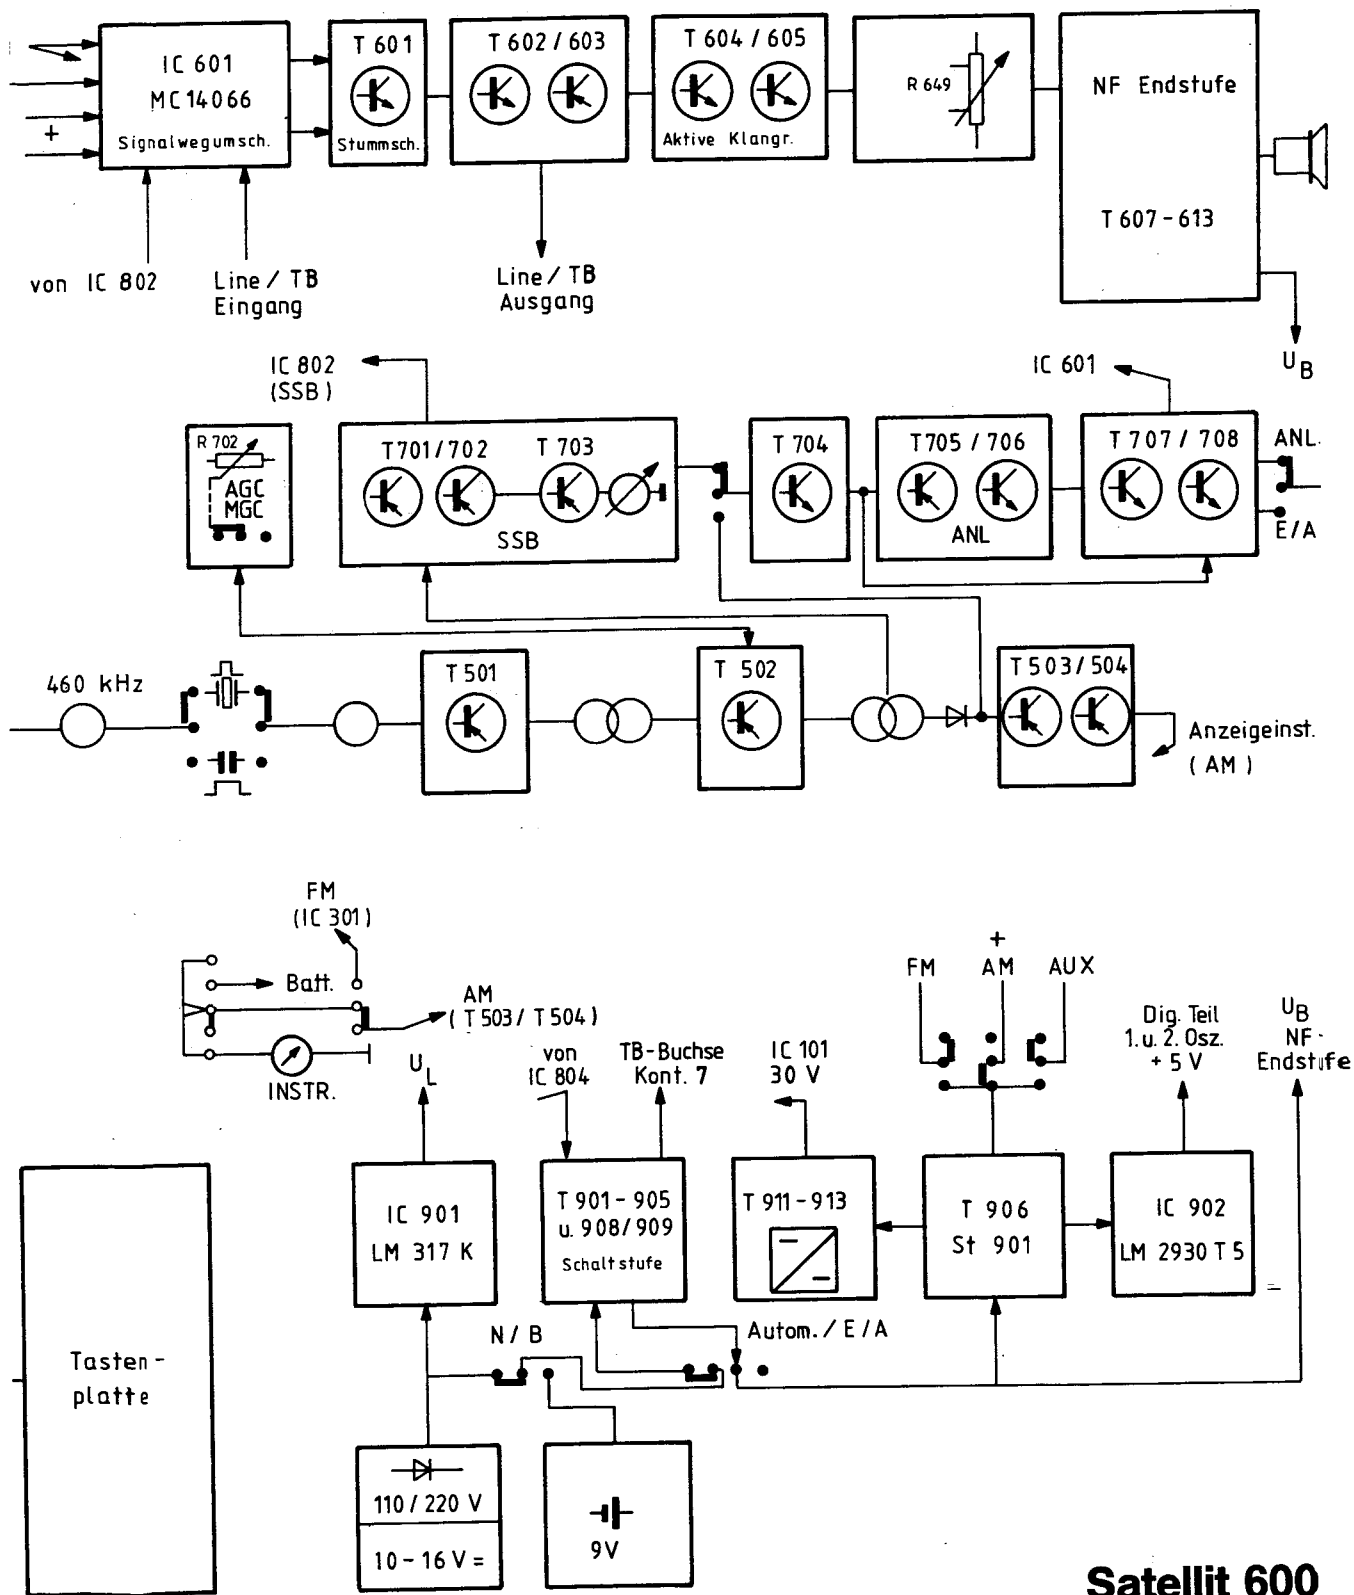 IC 601
MC 14066
Signalwegumsch.
+
T 601
Stummsch.
T 602 / 603
T 604 / 605
Aktive Klangr.
R 649
NF Endstufe
T 607 - 613
von IC 802
Line / TB
Eingang
Line / TB
Ausgang
U B
IC 802
(SSB)
IC 601
R 702
AGC
MGC
T 701 / 702
T 703
SSB
T 704
T 705 / 706
ANL
T 707 / 708
ANL.
E / A
460 kHz
T 501
T 502
T 503 / 504
Anzeigeinst.
( AM )
FM
(IC 301)
Batt.
AM
( T 503 / T 504 )
INSTR.
U L
von
IC 804
TB-Buchse
Kont. 7
IC 101
30 V
FM
+
AM
AUX
Dig. Teil
1. u. 2. Osz.
+ 5 V
U B
NF-
Endstufe
IC 901
LM 317 K
T 901 - 905
u. 908 / 909
Schaltstufe
T 911 - 913
T 906
St 901
IC 902
LM 2930 T 5
N / B
Autom. / E / A
Tasten-
platte
110 / 220 V
10 - 16 V =
9V
Satellit 600